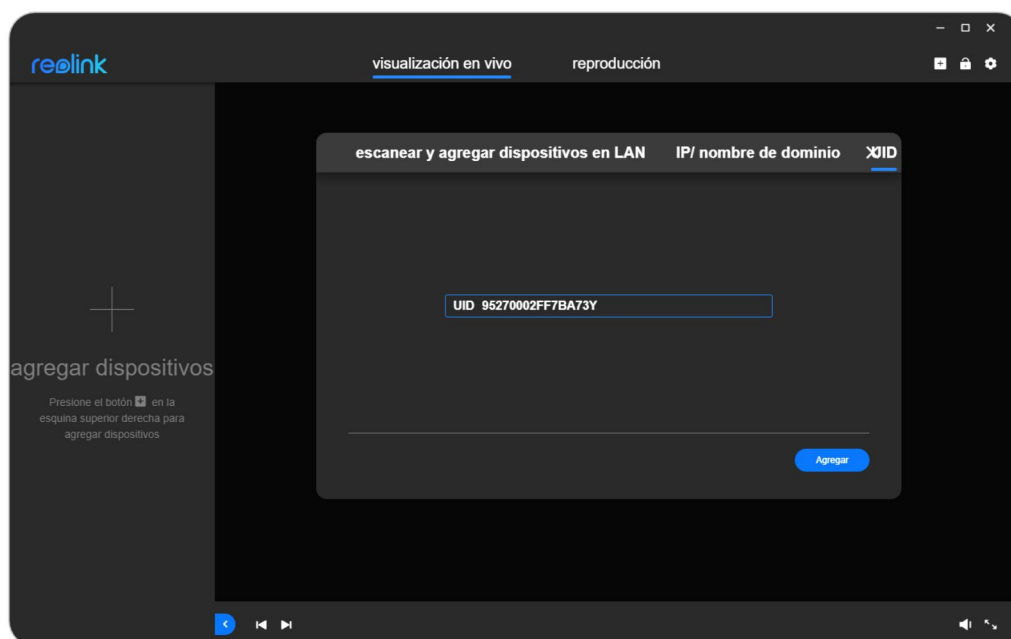 reolink
visualización en vivo
reproducción
escanear y agregar dispositivos en LAN
IP/ nombre de dominio
UID
UID 95270002FF7BA73Y
agregar dispositivos
Presione el botón + en la
esquina superior derecha para
agregar dispositivos
Agregar